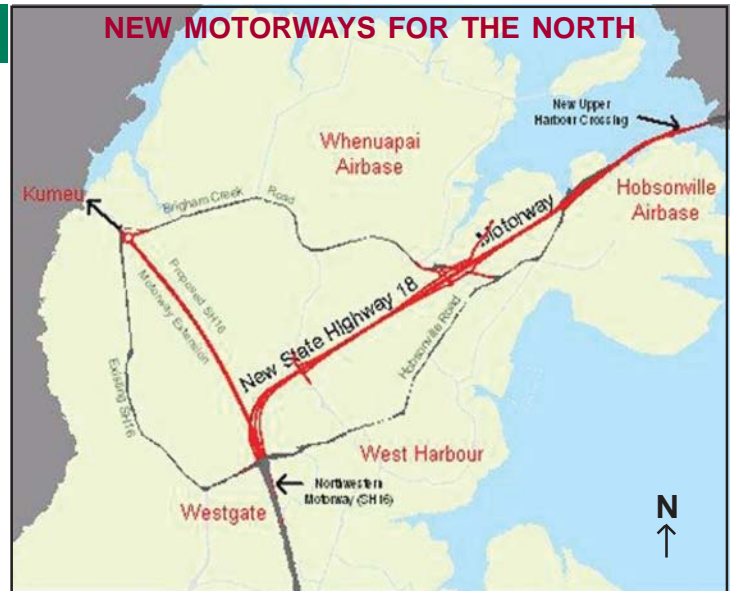 NEW MOTORWAYS FOR THE NORTH
New Upper
Harbour Crossing
Whenuapai
Airbase
Hobsonville
Airbase
Kumeu
Brigham Creek
Road
Motorway
Proposed SH16
Motorway Extension
New State Highway 18
Hobsonville Road
Existing SH16
West Harbour
Northwestern
Motorway (SH16)
Westgate
N